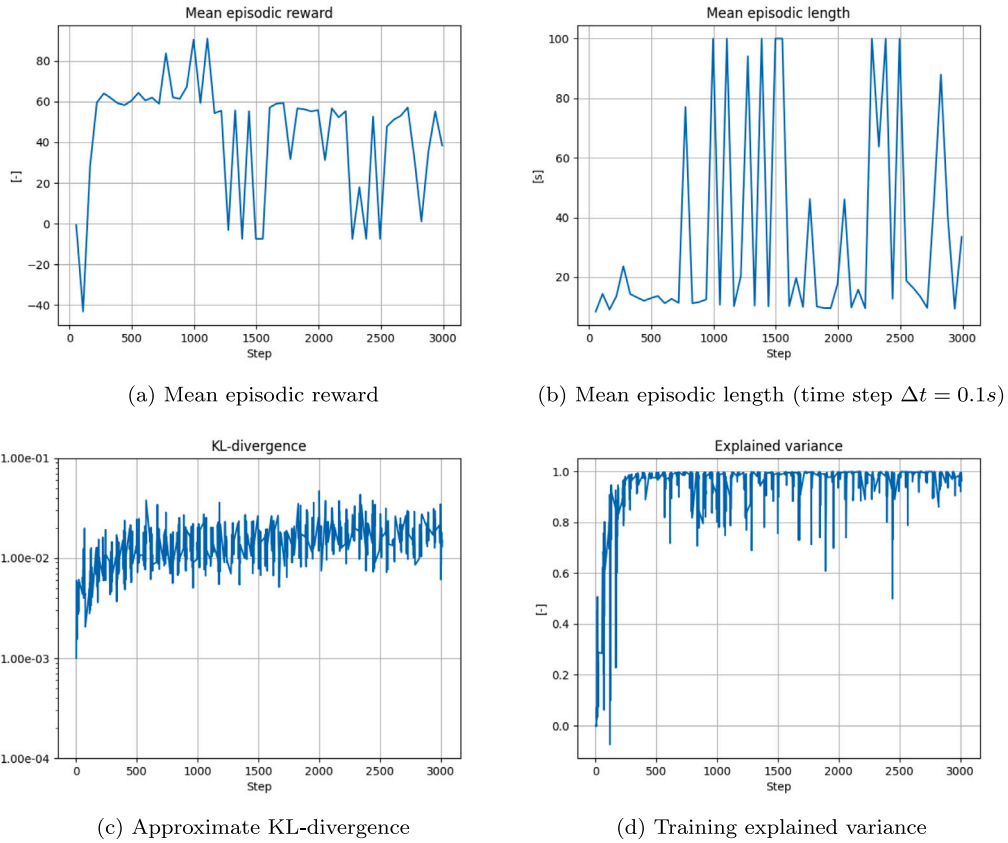 Mean episodic reward
80
60
40
20
0
−20
−40
[-]
0 500 1000 1500 2000 2500 3000
Step
(a) Mean episodic reward
Mean episodic length
100
80
60
40
20
[s]
0 500 1000 1500 2000 2500 3000
Step
(b) Mean episodic length (time step Δt = 0.1s)
KL-divergence
1.00e-01
1.00e-02
1.00e-03
1.00e-04
0 500 1000 1500 2000 2500 3000
Step
(c) Approximate KL-divergence
Explained variance
1.0
0.8
0.6
0.4
0.2
0.0
[-]
0 500 1000 1500 2000 2500 3000
Step
(d) Training explained variance